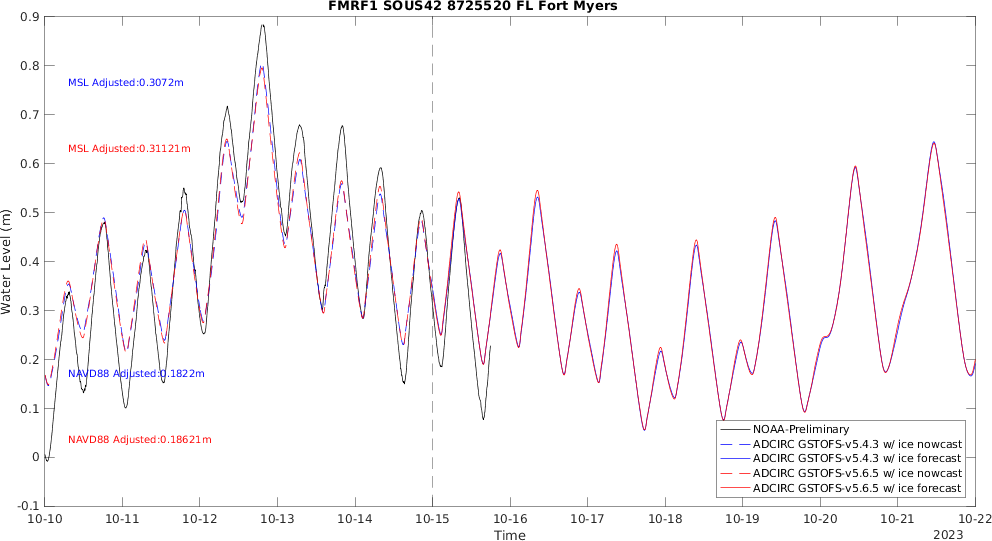 FMRF1 SOUS42 8725520 FL Fort Myers
Water Level (m)
0.9
0.8
0.7
0.6
0.5
0.4
0.3
0.2
0.1
0
-0.1
MSL Adjusted:0.3072m
MSL Adjusted:0.31121m
NAVD88 Adjusted:0.1822m
NAVD88 Adjusted:0.18621m
NOAA-Preliminary
ADCIRC GSTOFS-v5.4.3 w/ ice nowcast
ADCIRC GSTOFS-v5.4.3 w/ ice forecast
ADCIRC GSTOFS-v5.6.5 w/ ice nowcast
ADCIRC GSTOFS-v5.6.5 w/ ice forecast
10-10 10-11 10-12 10-13 10-14 10-15 10-16 10-17 10-18 10-19 10-20 10-21 10-22
Time
2023